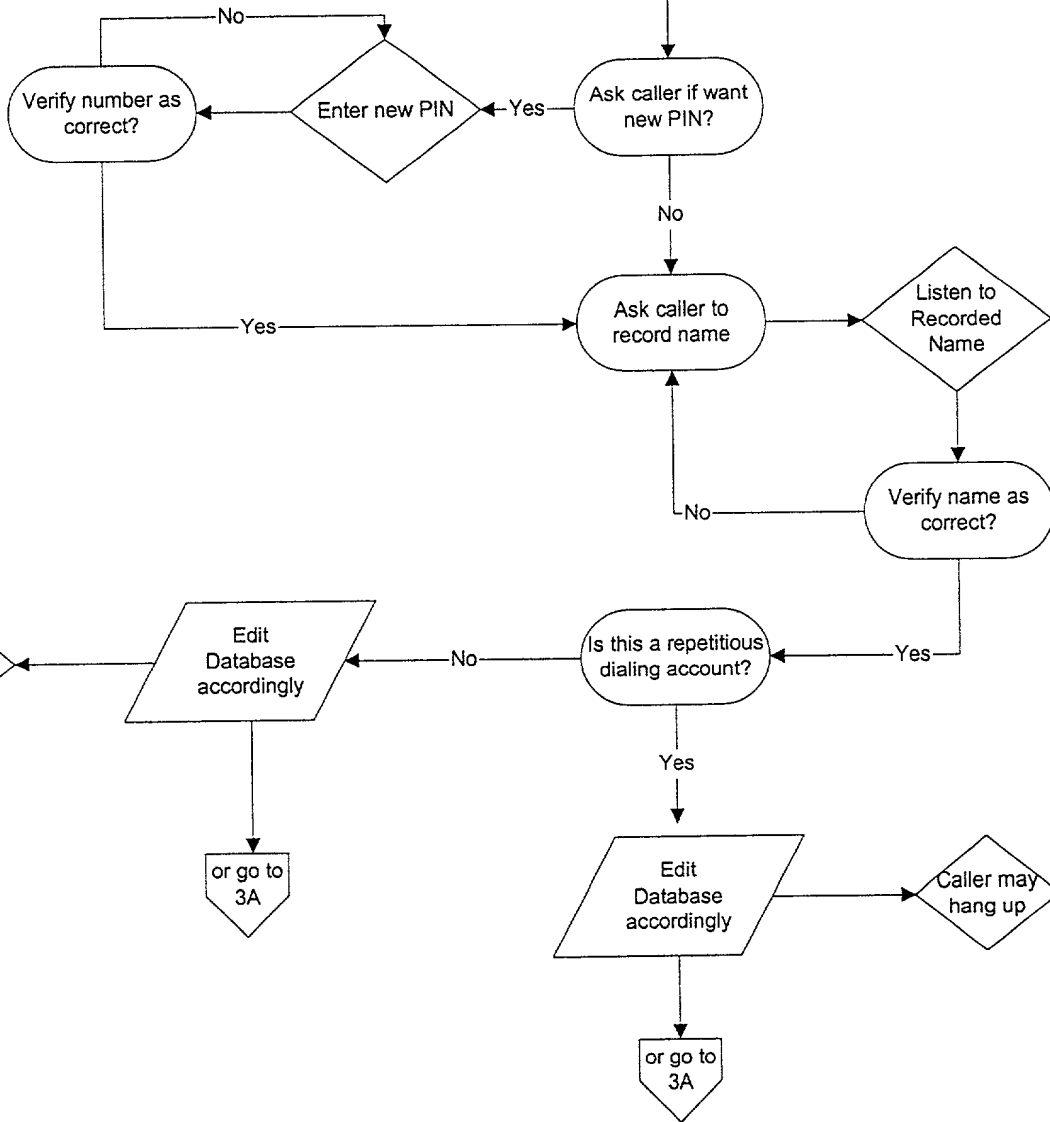 No
Verify number as
correct?
Enter new PIN
Yes
Ask caller if want
new PIN?
No
Yes
Ask caller to
record name
Listen to
Recorded
Name
No
Verify name as
correct?
Edit
Database
accordingly
No
Is this a repetitious
dialing account?
Yes
Yes
or go to
3A
Edit
Database
accordingly
Caller may
hang up
or go to
3A